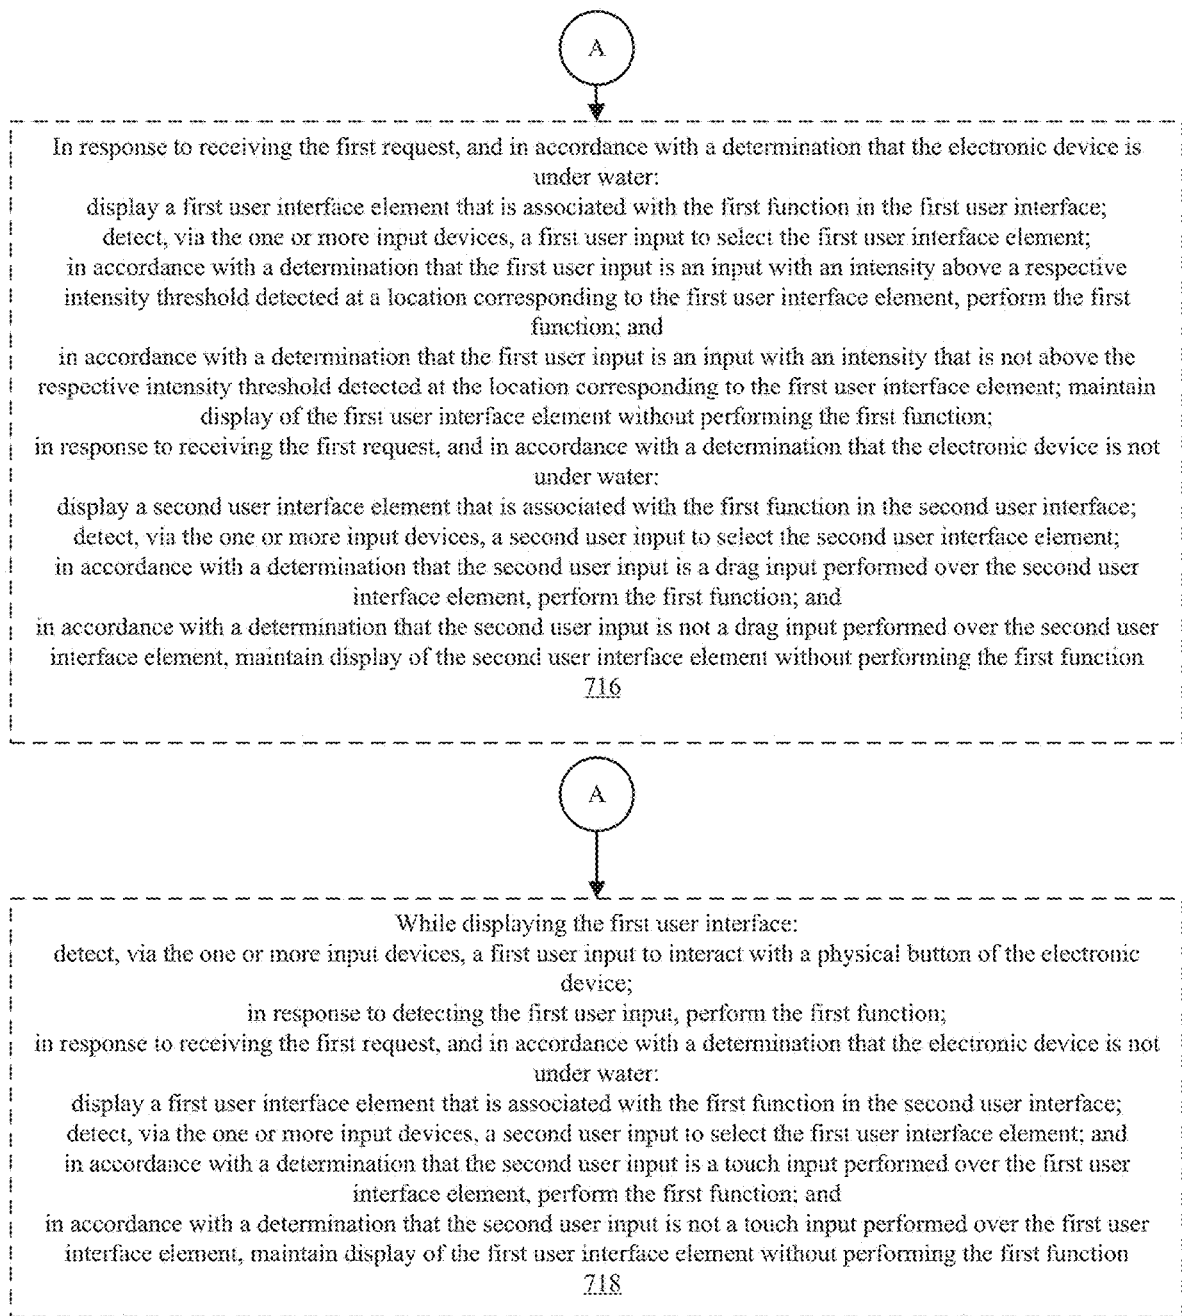 A
In response to receiving the first request, and in accordance with a determination that the electronic device is
under water:
display a first user interface element that is associated with the first function in the first user interface;
detect, via the one or more input devices, a first user input to select the first user interface element;
in accordance with a determination that the first user input is an input with an intensity above a respective
intensity threshold detected at a location corresponding to the first user interface element, perform the first
function; and
in accordance with a determination that the first user input is an input with an intensity that is not above the
respective intensity threshold detected at the location corresponding to the first user interface element; maintain
display of the first user interface element without performing the first function;
in response to receiving the first request, and in accordance with a determination that the electronic device is not
under water:
display a second user interface element that is associated with the first function in the second user interface;
detect, via the one or more input devices, a second user input to select the second user interface element;
in accordance with a determination that the second user input is a drag input performed over the second user
interface element, perform the first function; and
in accordance with a determination that the second user input is not a drag input performed over the second user
interface element, maintain display of the second user interface element without performing the first function
716
A
While displaying the first user interface:
detect, via the one or more input devices, a first user input to interact with a physical button of the electronic
device;
in response to detecting the first user input, perform the first function;
in response to receiving the first request, and in accordance with a determination that the electronic device is not
under water:
display a first user interface element that is associated with the first function in the second user interface;
detect, via the one or more input devices, a second user input to select the first user interface element; and
in accordance with a determination that the second user input is a touch input performed over the first user
interface element, perform the first function; and
in accordance with a determination that the second user input is not a touch input performed over the first user
interface element, maintain display of the first user interface element without performing the first function
718